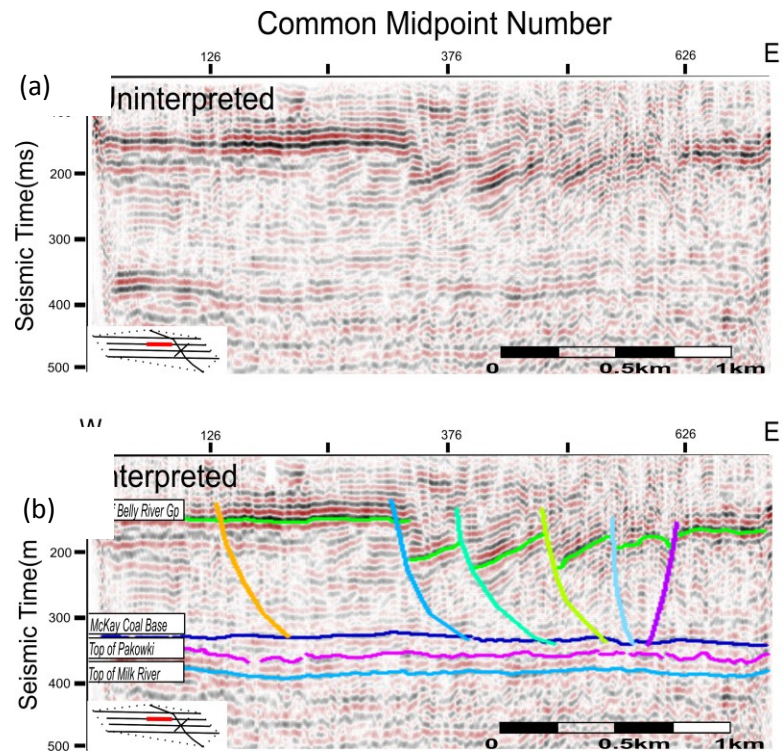 Common Midpoint Number
126
376
626
E
(a)
Uninterpreted
200
300
400
500
Seismic Time(ms)
0
0.5km
1km
126
376
626
E
(b)
nterpreted
f Belly River Gp
200
300
McKay Coal Base
Top of Pakowki
Top of Milk River
400
500
Seismic Time(m
0
0.5km
1km